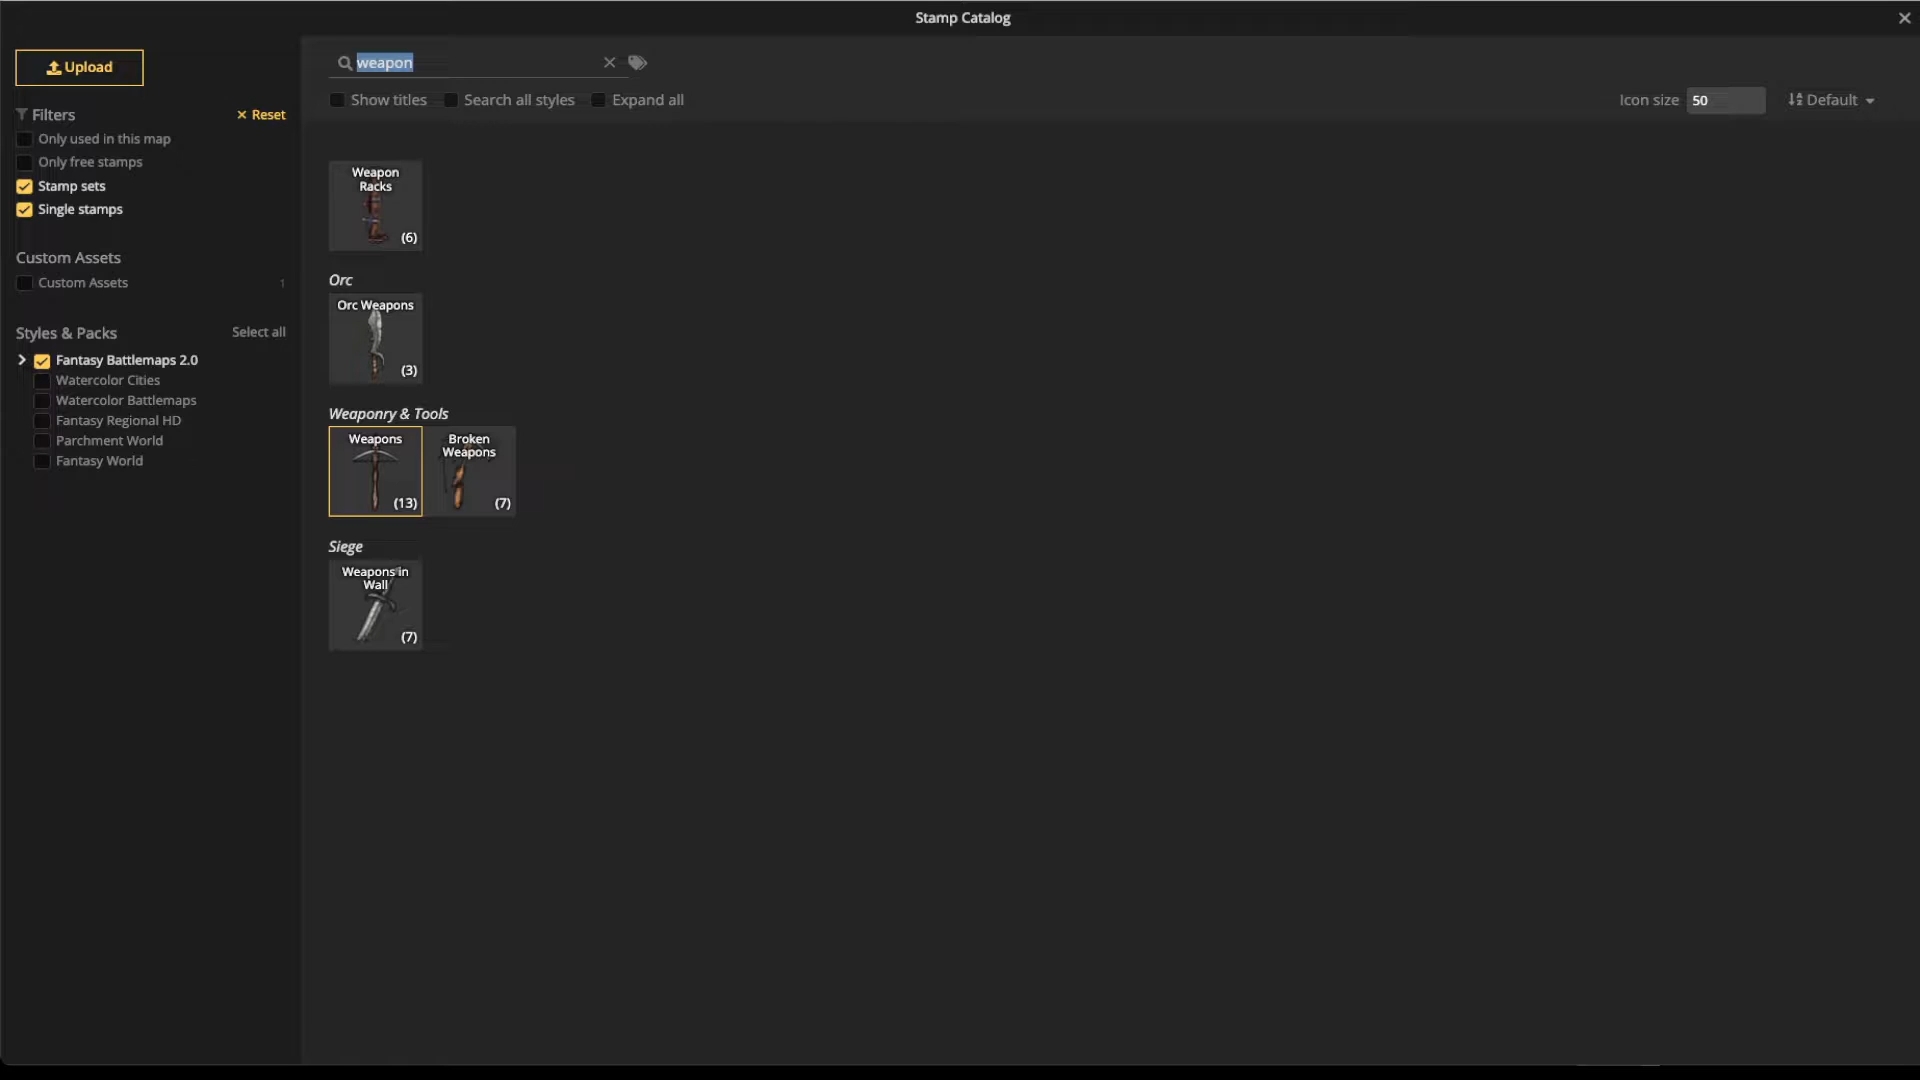 Stamp Catalog
Upload
weapon
Show titles Search all styles Expand all
Icon size 50 Default
Filters Reset
Only used in this map
Only free stamps
Stamp sets
Single stamps
Custom Assets
Custom Assets 1
Styles & Packs Select all
Fantasy Battlemaps 2.0
Watercolor Cities
Watercolor Battlemaps
Fantasy Regional HD
Parchment World
Fantasy World
Weapon
Racks
(6)
Orc
Orc Weapons
(3)
Weaponry & Tools
Weapons
(13)
Broken
Weapons
(7)
Siege
Weapons in
Wall
(7)